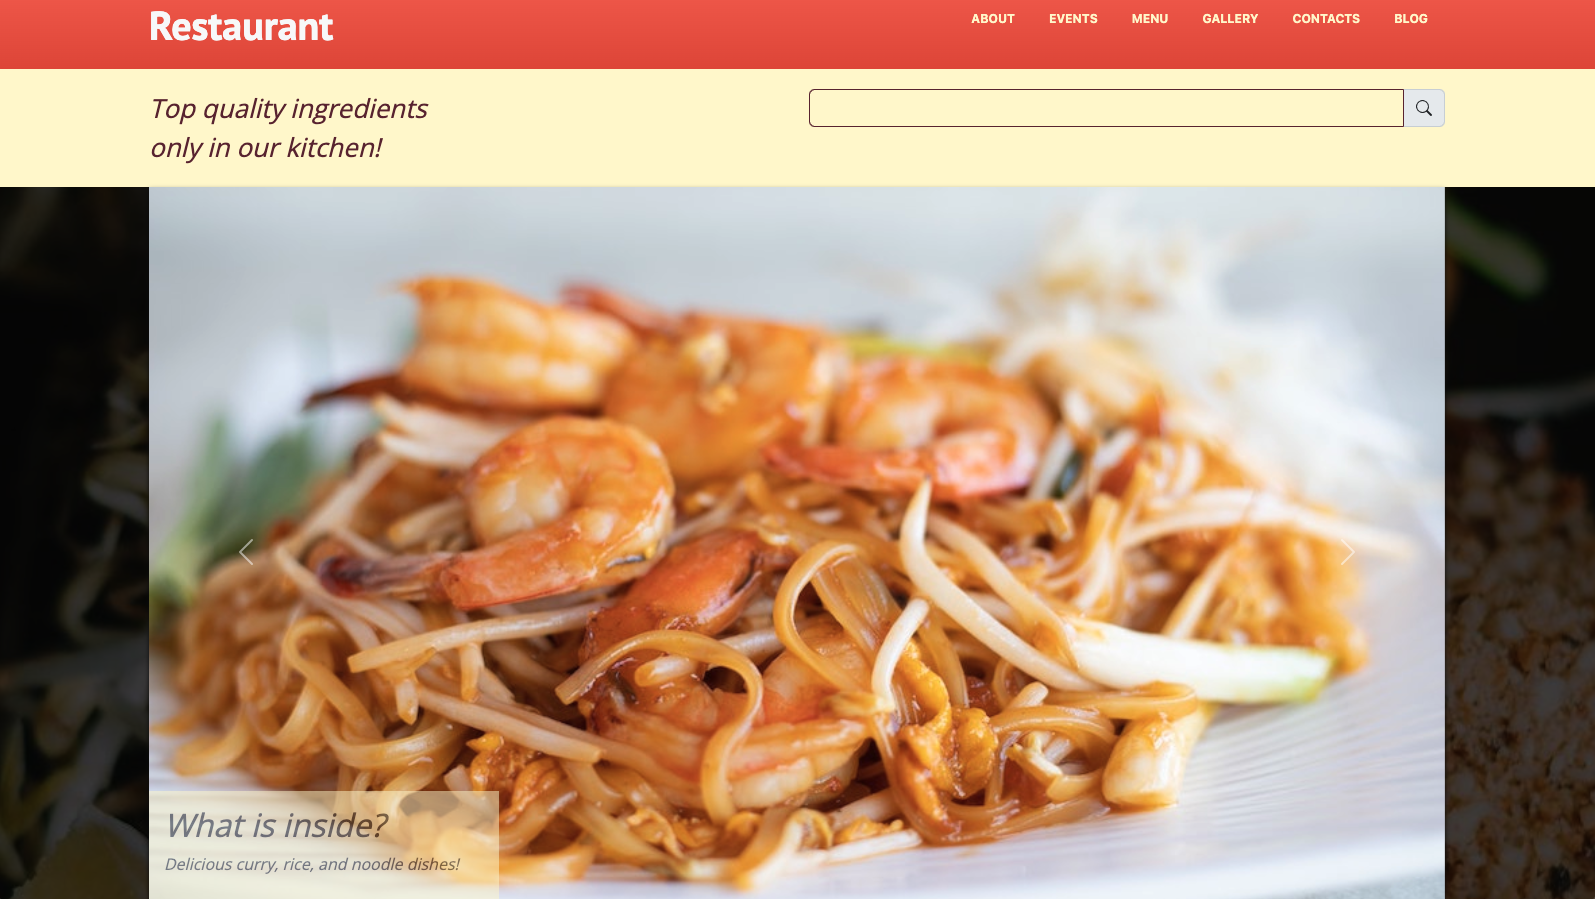 Restaurant
ABOUT EVENTS MENU GALLERY CONTACTS BLOG
Top quality ingredients
only in our kitchen!
What is inside?
Delicious curry, rice, and noodle dishes!